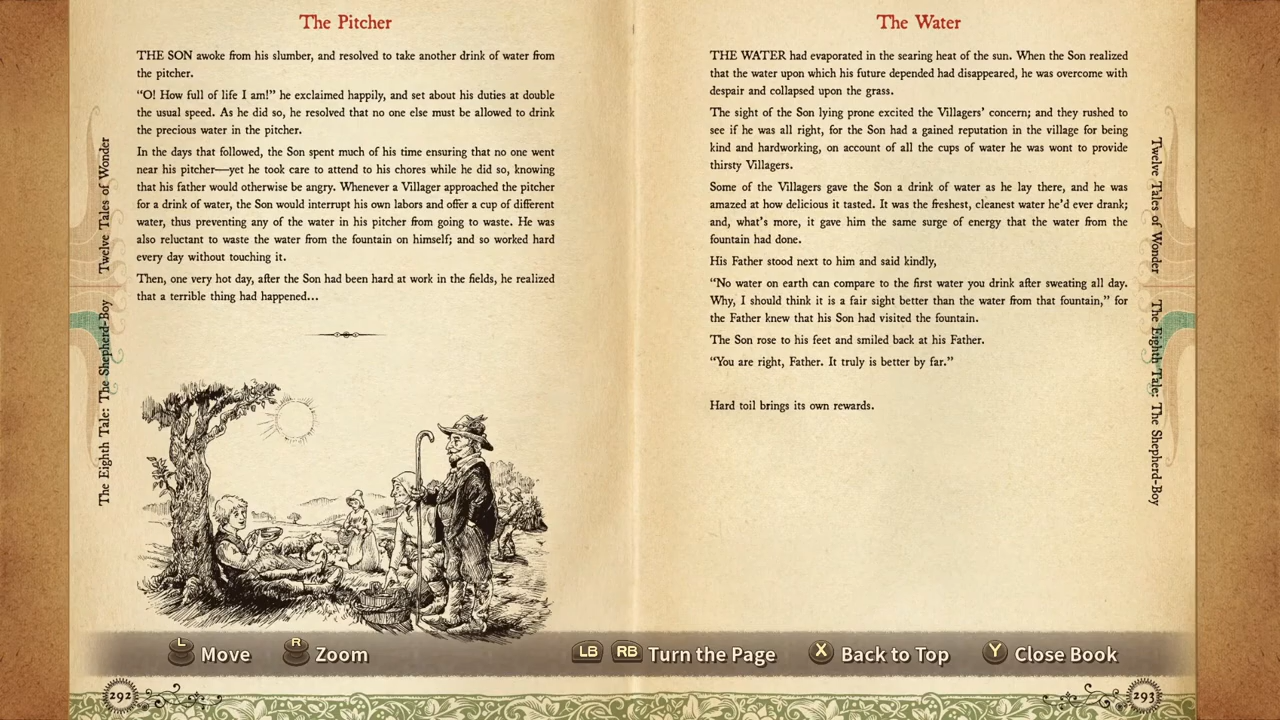 The Pitcher
THE SON awoke from his slumber, and resolved to take another drink of water from
the pitcher.
“O! How full of life I am!” he exclaimed happily, and set about his duties at double
the usual speed. As he did so, he resolved that no one else must be allowed to drink
the precious water in the pitcher.
In the days that followed, the Son spent much of his time ensuring that no one went
near his pitcher—yet he took care to attend to his chores while he did so, knowing
that his father would otherwise be angry. Whenever a Villager approached the pitcher
for a drink of water, the Son would interrupt his own labors and offer a cup of different
water, thus preventing any of the water in his pitcher from going to waste. He was
also reluctant to waste the water from the fountain on himself; and so worked hard
every day without touching it.
Then, one very hot day, after the Son had been hard at work in the fields, he realized
that a terrible thing had happened...
The Eighth Tale: The Shepherd-Boy Twelve Tales of Wonder
292
The Water
THE WATER had evaporated in the searing heat of the sun. When the Son realized
that the water upon which his future depended had disappeared, he was overcome with
despair and collapsed upon the grass.
The sight of the Son lying prone excited the Villagers’ concern; and they rushed to
see if he was all right, for the Son had a gained reputation in the village for being
kind and hardworking, on account of all the cups of water he was wont to provide
thirsty Villagers.
Some of the Villagers gave the Son a drink of water as he lay there, and he was
amazed at how delicious it tasted. It was the freshest, cleanest water he’d ever drank;
and, what’s more, it gave him the same surge of energy that the water from the
fountain had done.
His Father stood next to him and said kindly,
“No water on earth can compare to the first water you drink after sweating all day.
Why, I should think it is a fair sight better than the water from that fountain,” for
the Father knew that his Son had visited the fountain.
The Son rose to his feet and smiled back at his Father.
“You are right, Father. It truly is better by far.”
Hard toil brings its own rewards.
Twelve Tales of Wonder The Eighth Tale: The Shepherd-Boy
293
L Move R Zoom LB RB Turn the Page X Back to Top Y Close Book